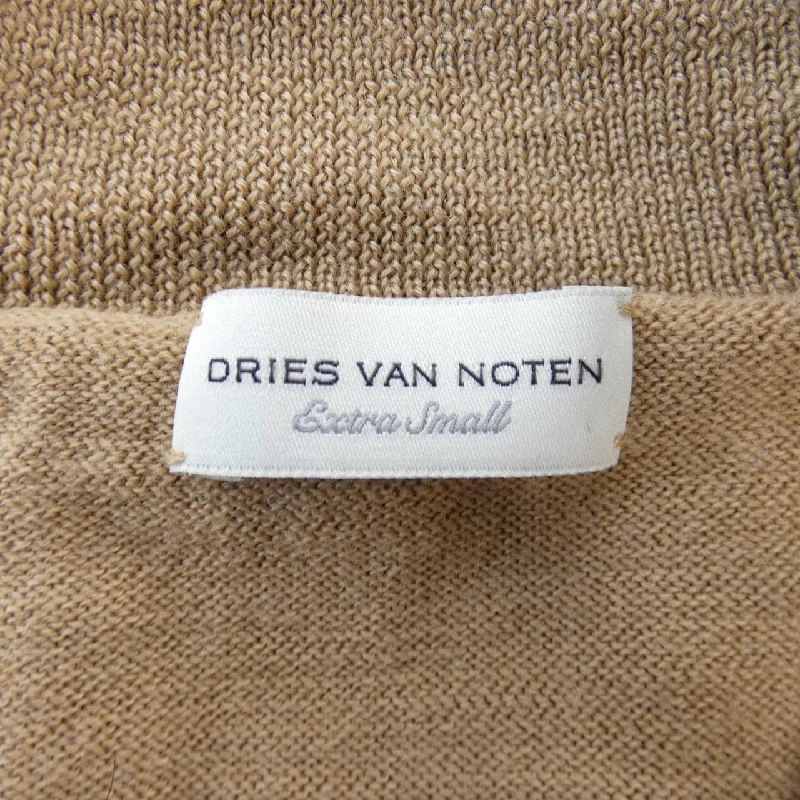 DRIES VAN NOTEN
Extra Small